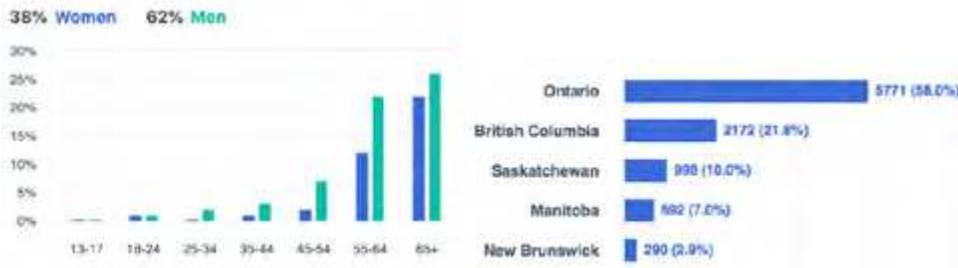 38% Women 62% Men
30%
25%
20%
15%
10%
5%
0%
13-17 18-24 25-34 35-44 45-54 55-64 65+
Ontario 5771 (58.0%)
British Columbia 2172 (21.8%)
Saskatchewan 998 (10.0%)
Manitoba 692 (7.0%)
New Brunswick 290 (2.9%)